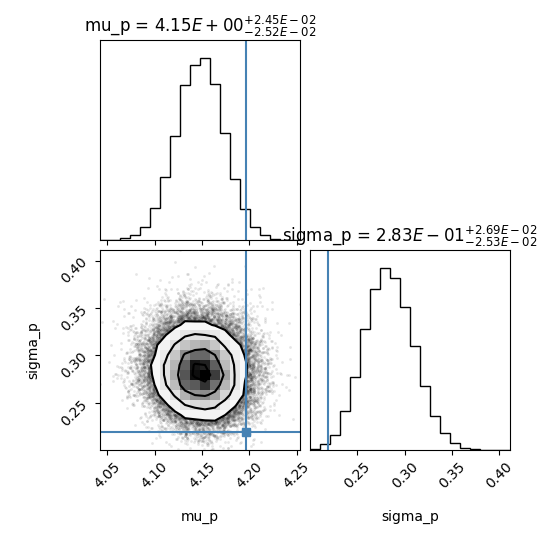 mu_p = 4.15E+00+2.45E−02 −2.52E−02
sigma_p = 2.83E−01+2.69E−02 −2.53E−02
0.40
0.35
0.30
0.25
sigma_p
4.05 4.10 4.15 4.20 4.25
mu_p
0.25 0.30 0.35 0.40
sigma_p